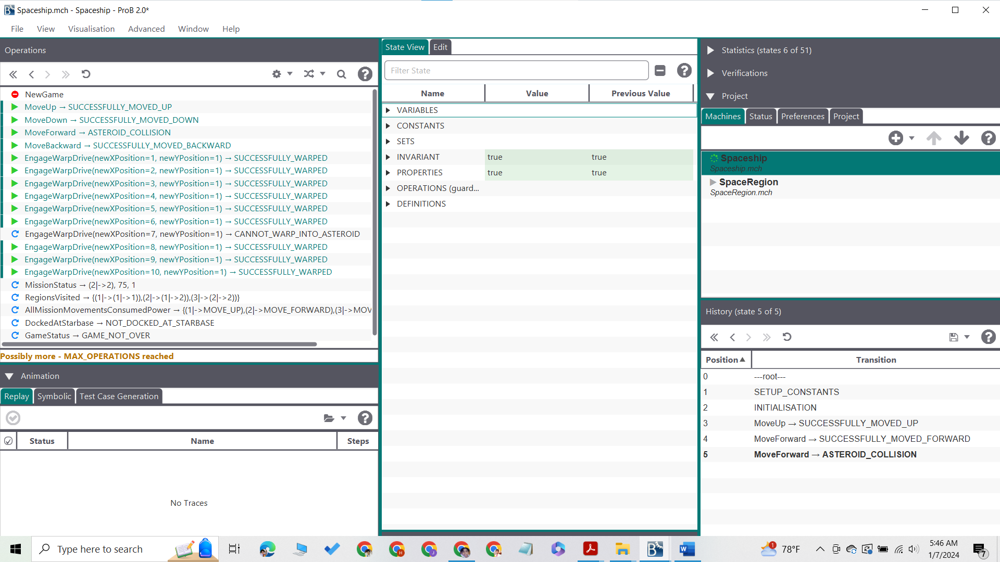 Spaceship.mch - Spaceship - ProB 2.0*
File View Visualisation Advanced Window Help
Operations
NewGame
MoveUp → SUCCESSFULLY_MOVED_UP
MoveDown → SUCCESSFULLY_MOVED_DOWN
MoveForward → ASTEROID_COLLISION
MoveBackward → SUCCESSFULLY_MOVED_BACKWARD
EngageWarpDrive(newXPosition=1, newYPosition=1) → SUCCESSFULLY_WARPED
EngageWarpDrive(newXPosition=2, newYPosition=1) → SUCCESSFULLY_WARPED
EngageWarpDrive(newXPosition=3, newYPosition=1) → SUCCESSFULLY_WARPED
EngageWarpDrive(newXPosition=4, newYPosition=1) → SUCCESSFULLY_WARPED
EngageWarpDrive(newXPosition=5, newYPosition=1) → SUCCESSFULLY_WARPED
EngageWarpDrive(newXPosition=6, newYPosition=1) → SUCCESSFULLY_WARPED
EngageWarpDrive(newXPosition=7, newYPosition=1) → CANNOT_WARP_INTO_ASTEROID
EngageWarpDrive(newXPosition=8, newYPosition=1) → SUCCESSFULLY_WARPED
EngageWarpDrive(newXPosition=9, newYPosition=1) → SUCCESSFULLY_WARPED
EngageWarpDrive(newXPosition=10, newYPosition=1) → SUCCESSFULLY_WARPED
MissionStatus → (2|->2), 75, 1
RegionsVisited → {(1|->(1|->1)),(2|->(1|->2)),(3|->(2|->2))}
AllMissionMovementsConsumedPower → {(1|->MOVE_UP),(2|->MOVE_FORWARD),(3|->MOV
DockedAtStarbase → NOT_DOCKED_AT_STARBASE
GameStatus → GAME_NOT_OVER
Possibly more - MAX_OPERATIONS reached
Animation
Replay Symbolic Test Case Generation
Status Name Steps
No Traces
State View Edit
Filter State
Name Value Previous Value
VARIABLES
CONSTANTS
SETS
INVARIANT true true
PROPERTIES true true
OPERATIONS (guard...
DEFINITIONS
Statistics (states 6 of 51)
Verifications
Project
Machines Status Preferences Project
Spaceship
Spaceship.mch
SpaceRegion
SpaceRegion.mch
History (state 5 of 5)
Position Transition
0 ---root---
1 SETUP_CONSTANTS
2 INITIALISATION
3 MoveUp → SUCCESSFULLY_MOVED_UP
4 MoveForward → SUCCESSFULLY_MOVED_FORWARD
5 MoveForward → ASTEROID_COLLISION
Type here to search
1
78°F
5:46 AM
1/7/2024
7